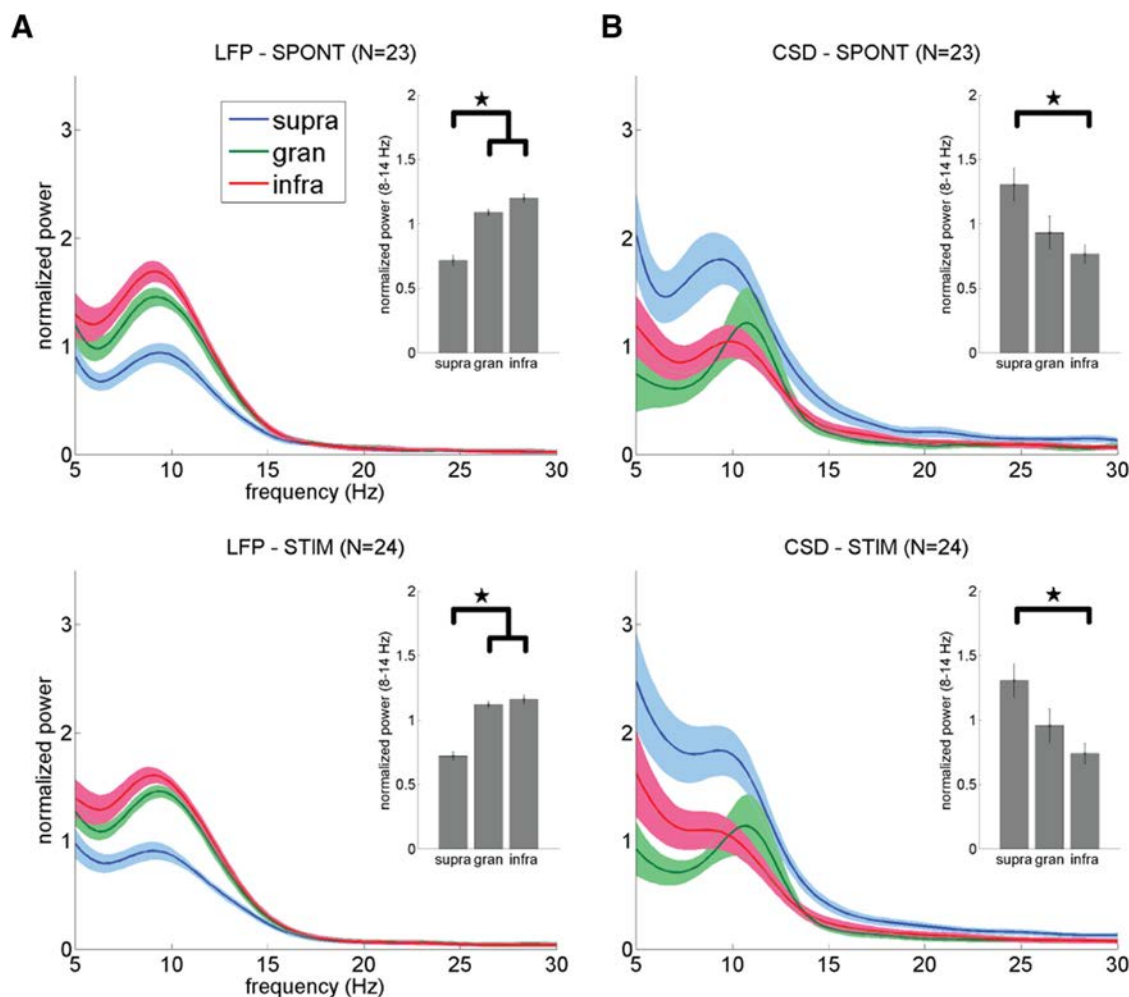 A
B
LFP - SPONT (N=23)
supra
gran
infra
normalized power
3
2
1
0
5 10 15 20 25 30
frequency (Hz)
normalized power (8-14 Hz)
2
1.5
1
0.5
0
supra gran infra
CSD - SPONT (N=23)
3
2
1
0
5 10 15 20 25 30
normalized power (8-14 Hz)
2
1.5
1
0.5
0
supra gran infra
LFP - STIM (N=24)
normalized power
3
2
1
0
5 10 15 20 25 30
frequency (Hz)
normalized power (8-14 Hz)
2
1.5
1
0.5
0
supra gran infra
CSD - STIM (N=24)
3
2
1
0
5 10 15 20 25 30
frequency (Hz)
normalized power (8-14 Hz)
2
1.5
1
0.5
0
supra gran infra